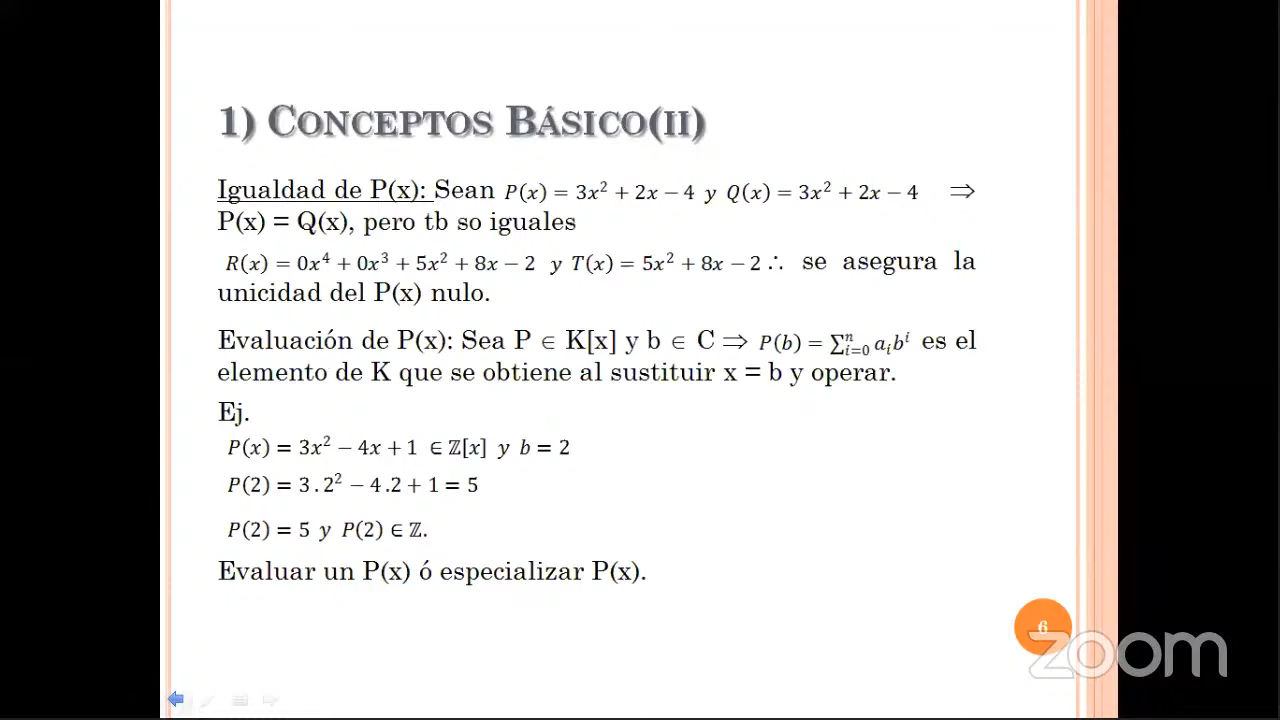 1) CONCEPTOS BÁSICO(II)
Igualdad de P(x): Sean P(x) = 3x² + 2x − 4 y Q(x) = 3x² + 2x − 4 ⇒
P(x) = Q(x), pero tb so iguales
R(x) = 0x⁴ + 0x³ + 5x² + 8x − 2 y T(x) = 5x² + 8x − 2 ∴ se asegura la
unicidad del P(x) nulo.
Evaluación de P(x): Sea P ∈ K[x] y b ∈ C ⇒ P(b) = ∑ⁿᵢ₌₀ aᵢbⁱ es el
elemento de K que se obtiene al sustituir x = b y operar.
Ej.
P(x) = 3x² − 4x + 1 ∈ ℤ[x] y b = 2
P(2) = 3 . 2² − 4 .2 + 1 = 5
P(2) = 5 y P(2) ∈ ℤ.
Evaluar un P(x) ó especializar P(x).
6
zoom